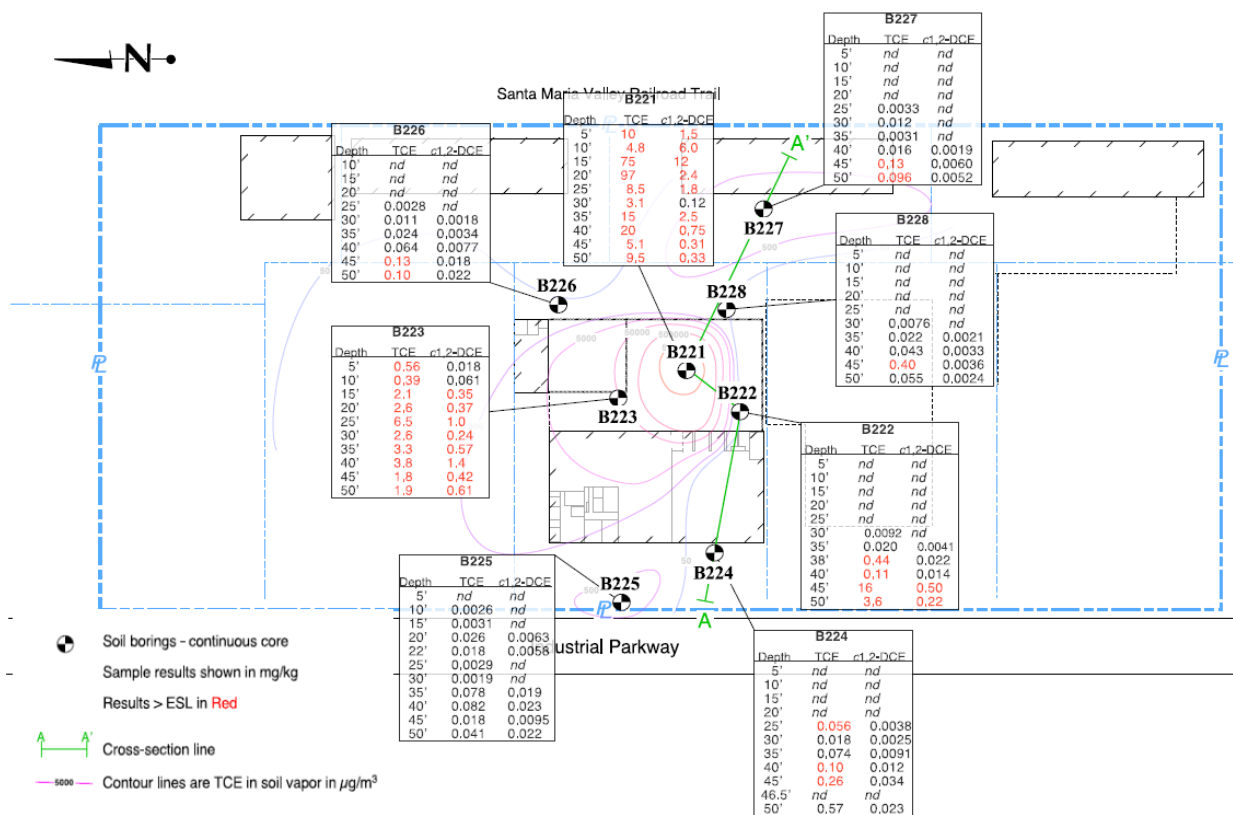 N
Santa Maria Valley Railroad Trail
B227
Depth TCE c1,2-DCE
5' nd nd
10' nd nd
15' nd nd
20' nd nd
25' 0.0033 nd
30' 0.012 nd
35' 0.0031 nd
40' 0.016 0.0019
45' 0.13 0.0060
50' 0.096 0.0052
B221
Depth TCE c1,2-DCE
5' 10 1.5
10' 4.8 6.0
15' 75 12
20' 97 2.4
25' 8.5 1.8
30' 3.1 0.12
35' 15 2.5
40' 20 0.75
45' 5.1 0.31
50' 9.5 0.33
B226
Depth TCE c1,2-DCE
10' nd nd
15' nd nd
20' nd nd
25' 0.0028 nd
30' 0.011 0.0018
35' 0.024 0.0034
40' 0.064 0.0077
45' 0.13 0.018
50' 0.10 0.022
A'
B227
500
B228
Depth TCE c1,2-DCE
5' nd nd
10' nd nd
15' nd nd
20' nd nd
25' nd nd
30' 0.0076 nd
35' 0.022 0.0021
40' 0.043 0.0033
45' 0.40 0.0036
50' 0.055 0.0024
B226
B228
5000 50000 500000
B221
B223
B222
PL
PL
B223
Depth TCE c1,2-DCE
5' 0.56 0.018
10' 0.39 0.061
15' 2.1 0.35
20' 2.6 0.37
25' 6.5 1.0
30' 2.6 0.24
35' 3.3 0.57
40' 3.8 1.4
45' 1.8 0.42
50' 1.9 0.61
B222
Depth TCE c1,2-DCE
5' nd nd
10' nd nd
15' nd nd
20' nd nd
25' nd nd
30' 0.0092 nd
35' 0.020 0.0041
38' 0.44 0.022
40' 0.11 0.014
45' 16 0.50
50' 3.6 0.22
50
B224
B225
500
PL
A
B225
Depth TCE c1,2-DCE
5' nd nd
10' 0.0026 nd
15' 0.0031 nd
20' 0.026 0.0063
22' 0.018 0.0058
25' 0.0029 nd
30' 0.0019 nd
35' 0.078 0.019
40' 0.082 0.023
45' 0.018 0.0095
50' 0.041 0.022
dustrial Parkway
B224
Depth TCE c1,2-DCE
5' nd nd
10' nd nd
15' nd nd
20' nd nd
25' 0.056 0.0038
30' 0.018 0.0025
35' 0.074 0.0091
40' 0.10 0.012
45' 0.26 0.034
46.5' nd nd
50' 0.57 0.023
Soil borings - continuous core
Sample results shown in mg/kg
Results > ESL in Red
A A' Cross-section line
5000 Contour lines are TCE in soil vapor in µg/m³